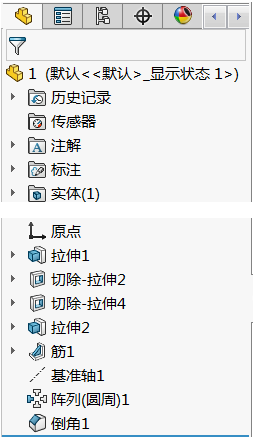 1 (默认<<默认>_显示状态 1>)
历史记录
传感器
注解
标注
实体(1)
原点
拉伸1
切除-拉伸2
切除-拉伸4
拉伸2
筋1
基准轴1
阵列(圆周)1
倒角1